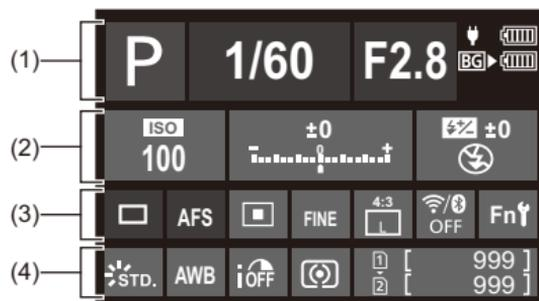 (1) P 1/60 F2.8 BG
(2) ISO 100 ±0 - + ±0
(3) AFS FINE 4:3 L OFF Fn
(4) STD. AWB i OFF 1 [ 999 ]
2 [ 999 ]